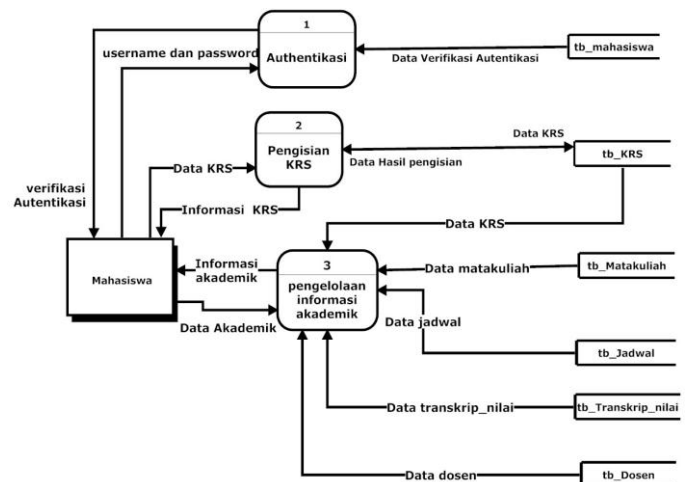 1
Authentikasi
username dan password
Data Verifikasi Autentikasi
tb_mahasiswa
2
Pengisian
KRS
Data KRS
Data Hasil pengisian
Data KRS
tb_KRS
Informasi KRS
verifikasi
Autentikasi
Data KRS
Mahasiswa
Informasi
akademik
Data Akademik
3
pengelolaan
informasi
akademik
Data matakuliah
tb_Matakuliah
Data jadwal
tb_Jadwal
Data transkrip_nilai
tb_Transkrip_nilai
Data dosen
tb_Dosen